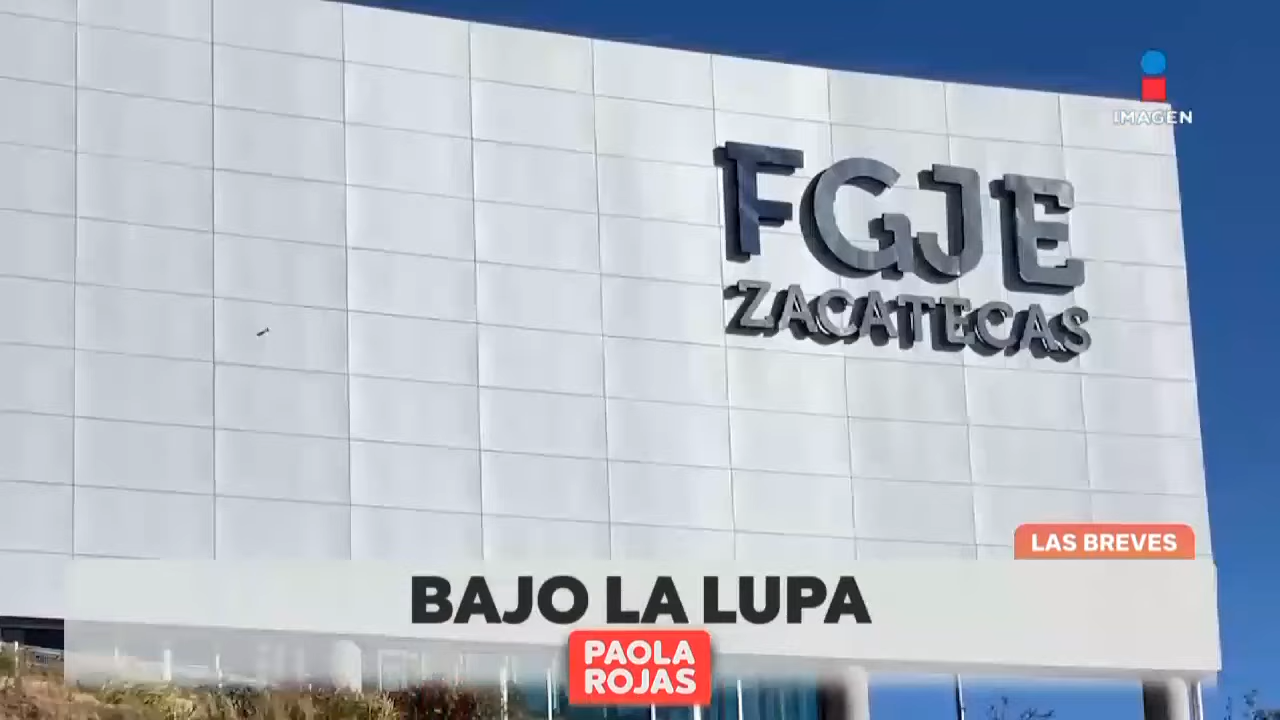 IMAGEN
FGJE
ZACATECAS
LAS BREVES
BAJO LA LUPA
PAOLA
ROJAS